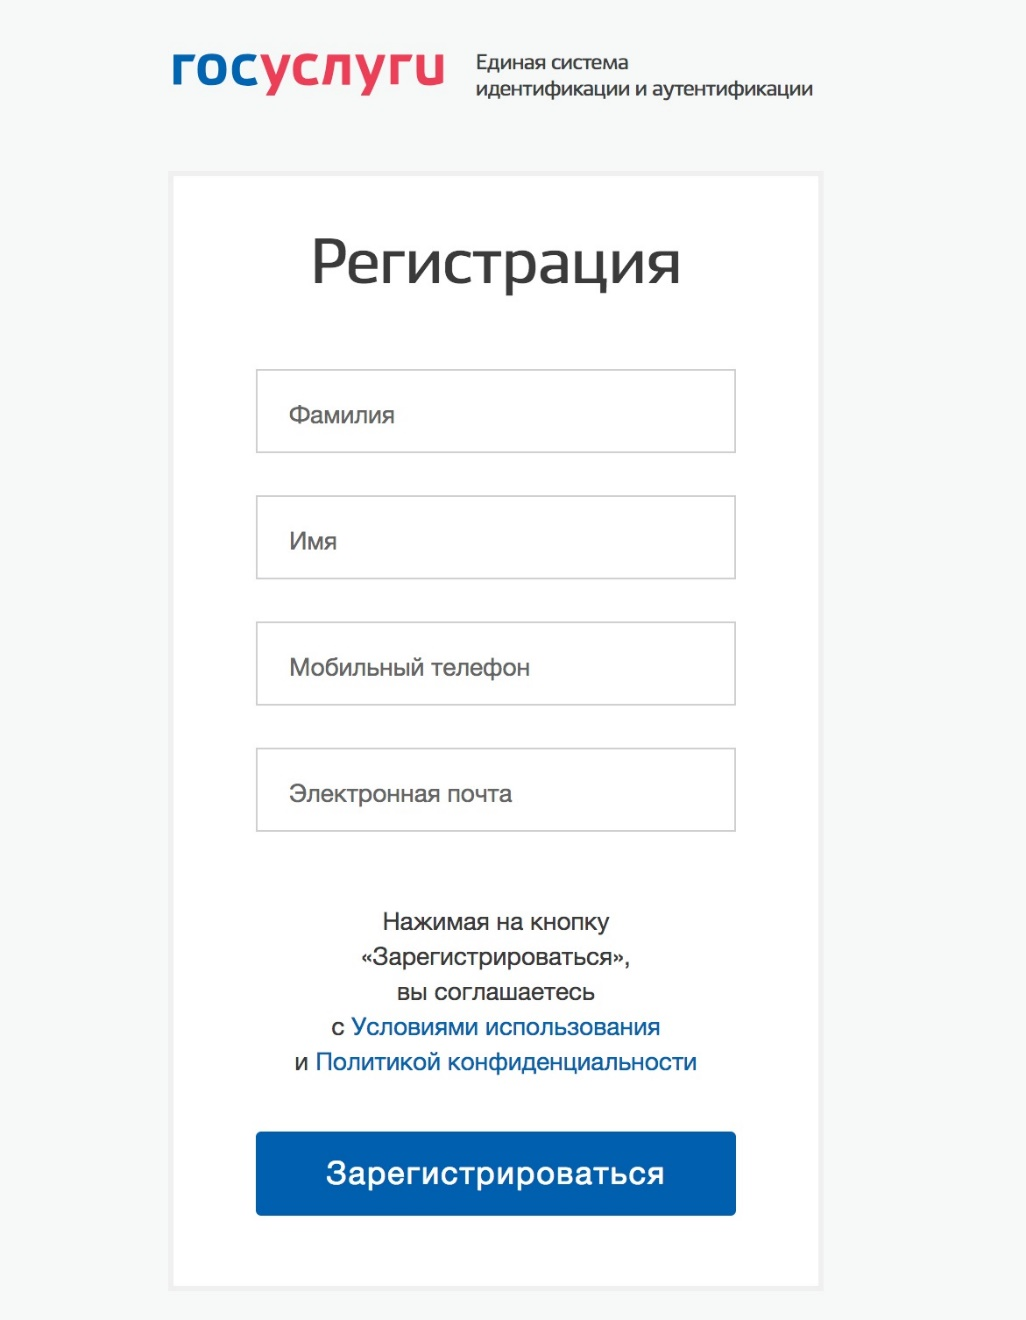 госуслуги
Единая система
идентификации и аутентификации
Регистрация
Фамилия
Имя
Мобильный телефон
Электронная почта
Нажимая на кнопку
«Зарегистрироваться»,
вы соглашаетесь
с Условиями использования
и Политикой конфиденциальности
Зарегистрироваться